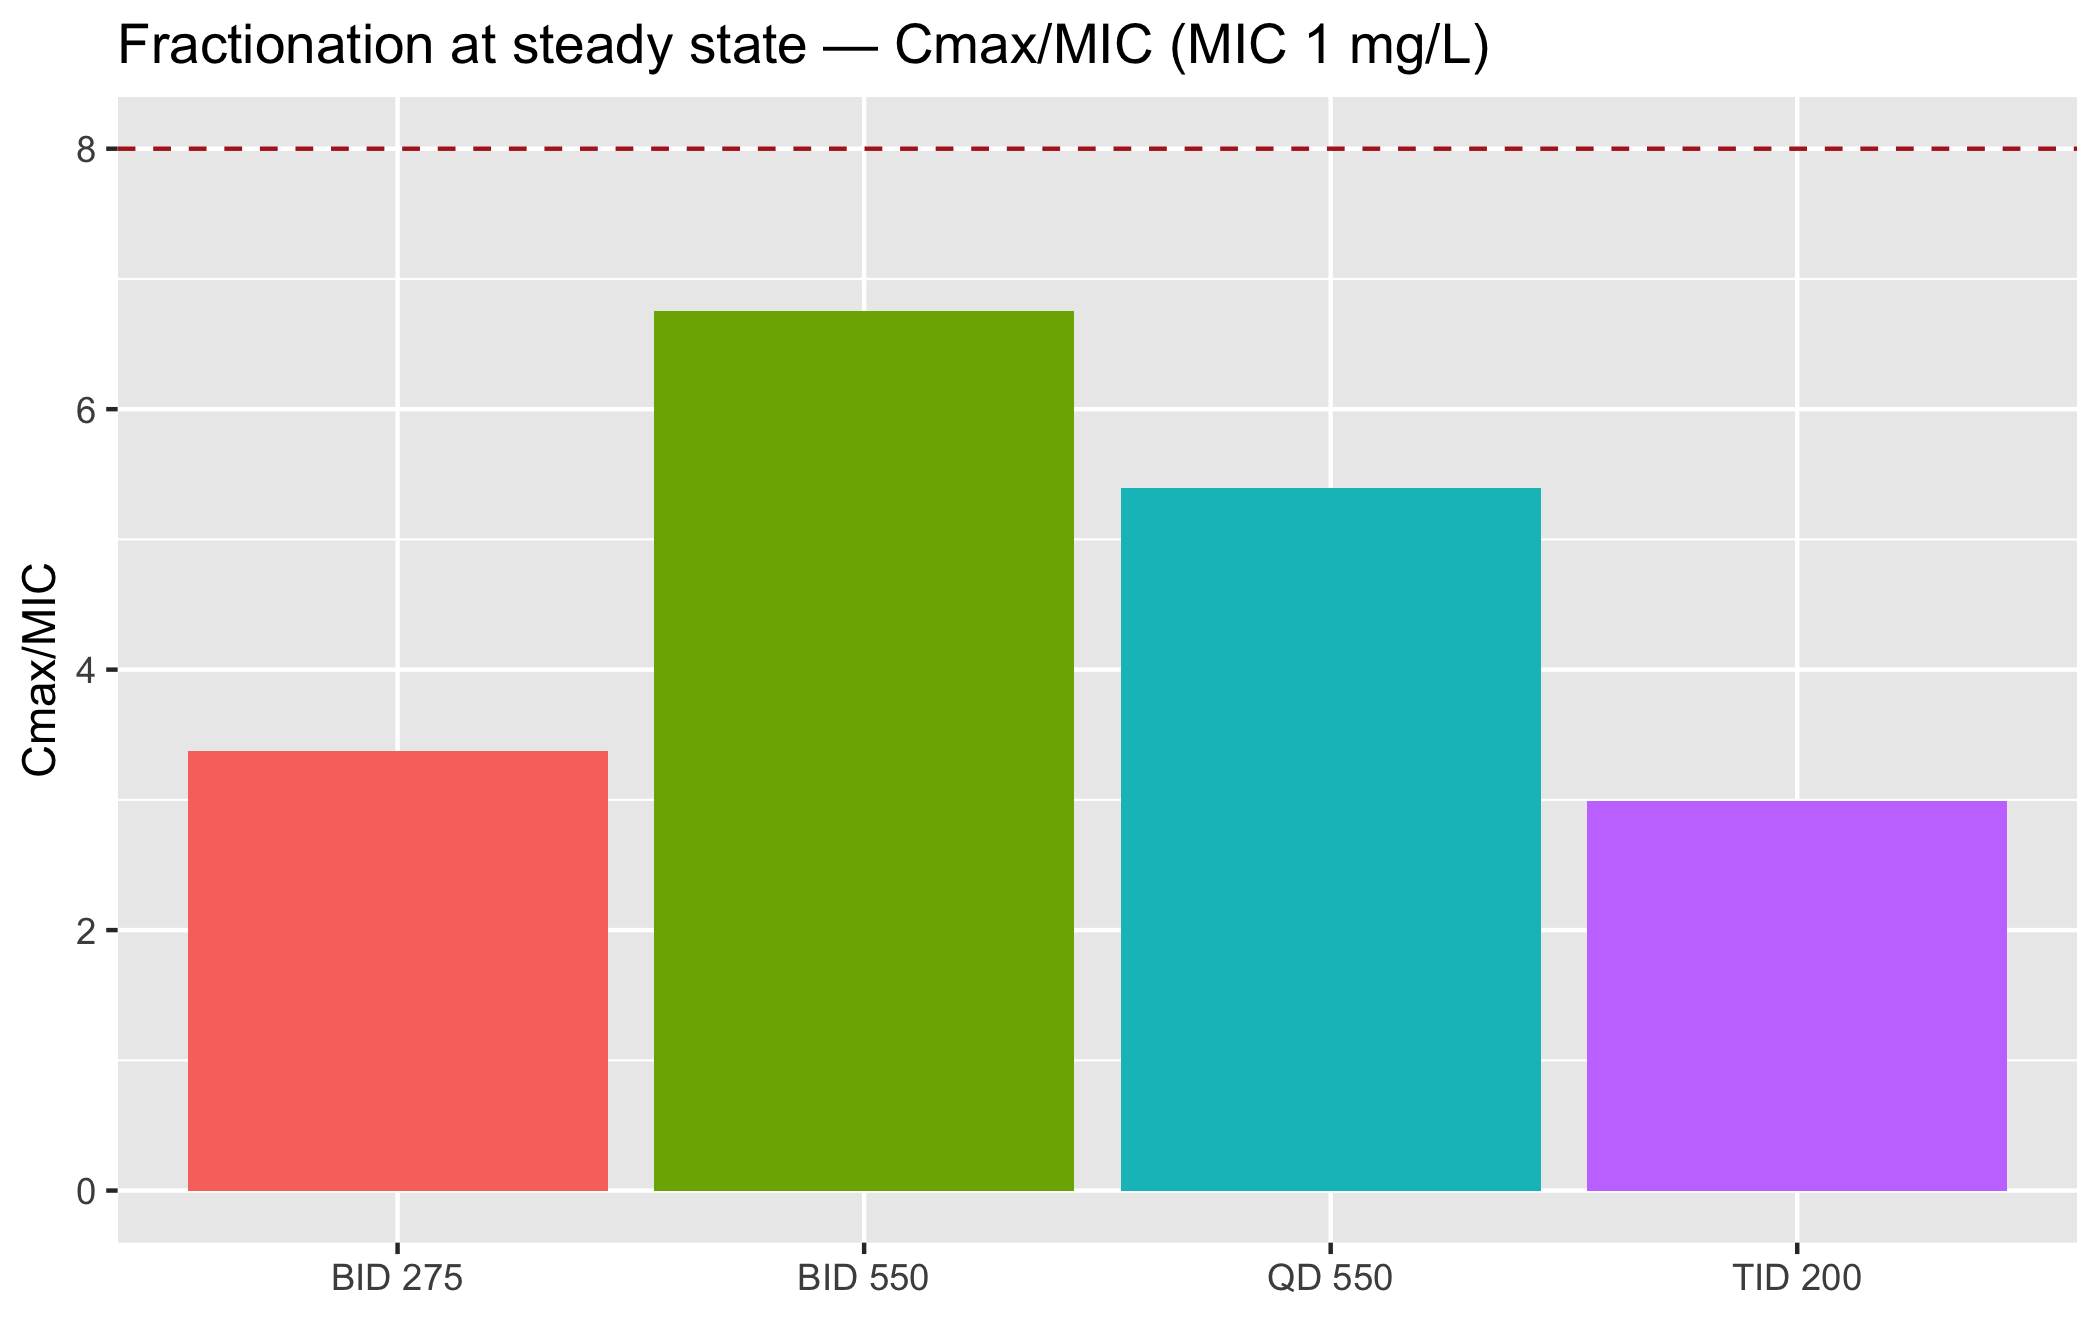 Fractionation at steady state — Cmax/MIC (MIC 1 mg/L)
Cmax/MIC
8
6
4
2
0
BID 275
BID 550
QD 550
TID 200